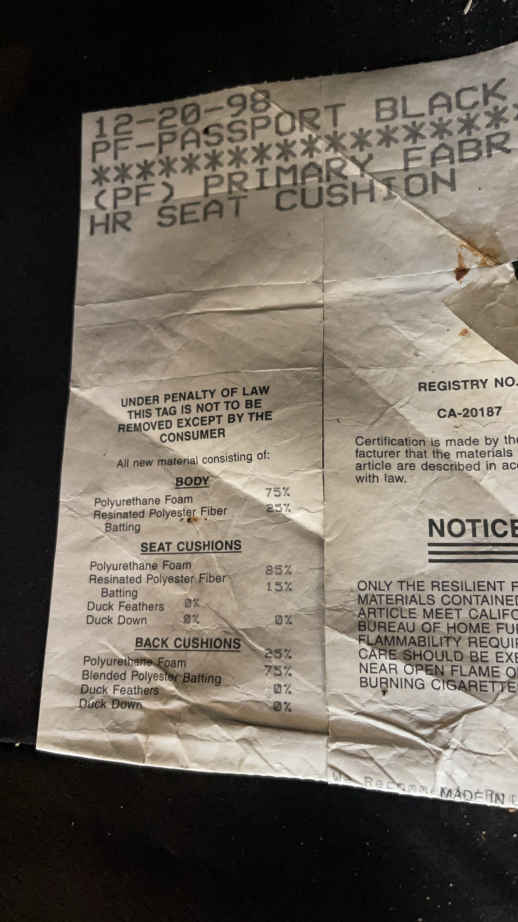 12-20-98
PF-PASSPORT BLACK
******************
(PF) PRIMARY FABR
HR SEAT CUSHION
UNDER PENALTY OF LAW
THIS TAG IS NOT TO BE
REMOVED EXCEPT BY THE
CONSUMER
All new material consisting of:
BODY
Polyurethane Foam 75%
Resinated Polyester Fiber 25%
Batting
SEAT CUSHIONS
Polyurethane Foam 85%
Resinated Polyester Fiber 15%
Batting
Duck Feathers 0%
Duck Down 0% 0%
BACK CUSHIONS
Polyurethane Foam 25%
Blended Polyester Batting 75%
Duck Feathers 0%
Duck Down 0%
REGISTRY NO.
CA-20187
Certification is made by the
facturer that the materials
article are described in acc
with law.
NOTICE
ONLY THE RESILIENT F
MATERIALS CONTAINED
ARTICLE MEET CALIFO
BUREAU OF HOME FUR
FLAMMABILITY REQUIR
CARE SHOULD BE EXE
NEAR OPEN FLAME O
BURNING CIGARETTE
MADE IN